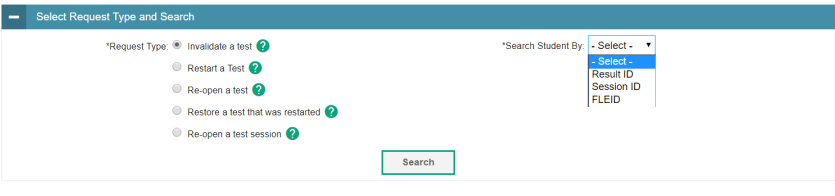 Select Request Type and Search
*Request Type: Invalidate a test ?
Restart a Test ?
Re-open a test ?
Restore a test that was restarted ?
Re-open a test session ?
*Search Student By: - Select -
- Select -
Result ID
Session ID
FLEID
Search